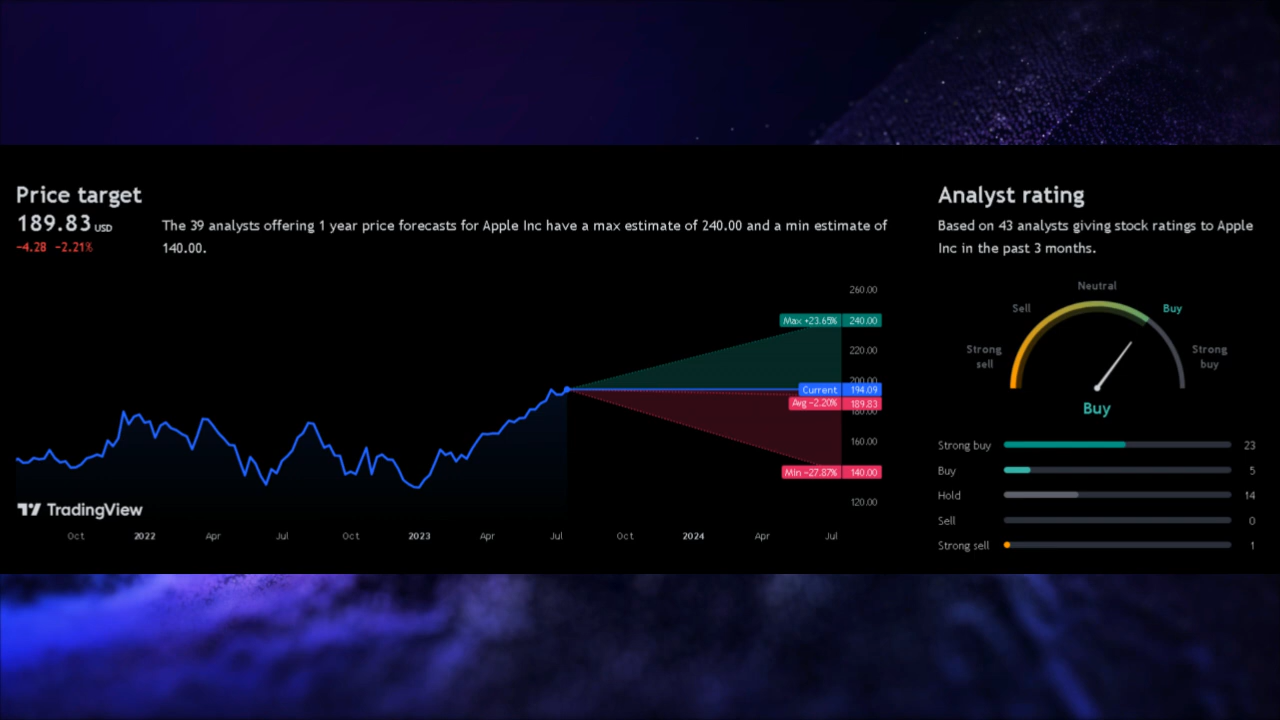 Price target
189.83 USD
−4.28 −2.21%
The 39 analysts offering 1 year price forecasts for Apple Inc have a max estimate of 240.00 and a min estimate of
140.00.
260.00
Max +23.65% 240.00
220.00
200.00
Current 194.09
Avg −2.20% 189.83
180.00
160.00
Min −27.87% 140.00
120.00
TradingView
Oct 2022 Apr Jul Oct 2023 Apr Jul Oct 2024 Apr Jul
Analyst rating
Based on 43 analysts giving stock ratings to Apple
Inc in the past 3 months.
Neutral
Sell Buy
Strong
sell
Strong
buy
Buy
Strong buy 23
Buy 5
Hold 14
Sell 0
Strong sell 1